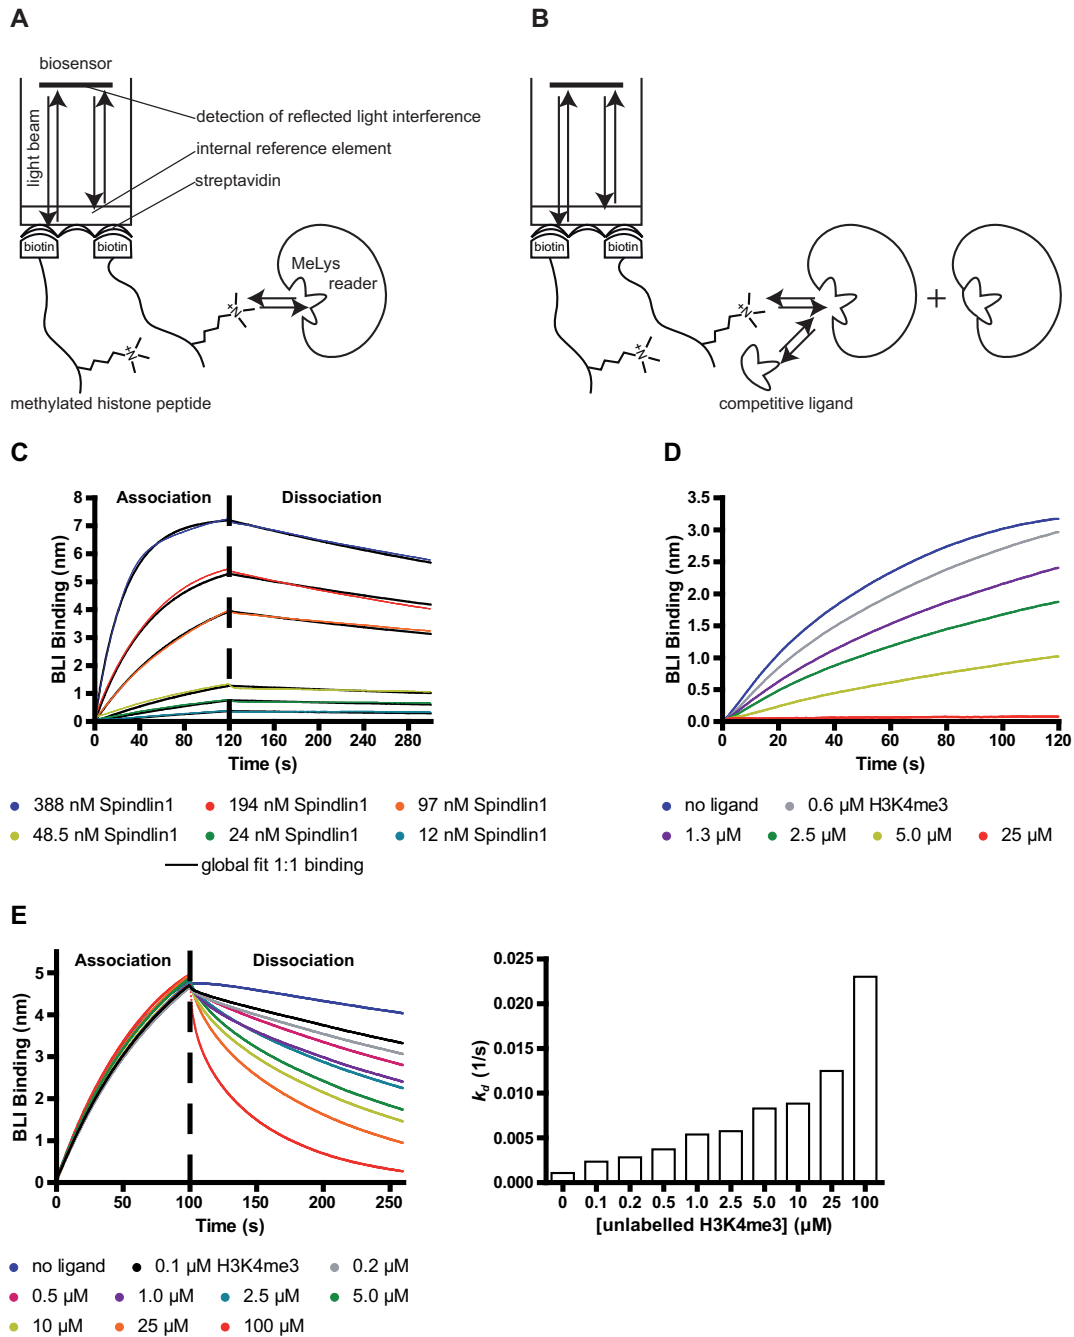 A
biosensor
light beam
detection of reflected light interference
internal reference element
streptavidin
biotin
biotin
MeLys
reader
+
N
+
N
methylated histone peptide
B
biotin
biotin
+
N
+
N
+
competitive ligand
C
Association
Dissociation
BLI Binding (nm)
8
7
6
5
4
3
2
1
0
0 40 80 120 160 200 240 280
Time (s)
388 nM Spindlin1 194 nM Spindlin1 97 nM Spindlin1
48.5 nM Spindlin1 24 nM Spindlin1 12 nM Spindlin1
global fit 1:1 binding
D
BLI Binding (nm)
3.5
3.0
2.5
2.0
1.5
1.0
0.5
0.0
0 20 40 60 80 100 120
Time (s)
no ligand 0.6 µM H3K4me3
1.3 µM 2.5 µM 5.0 µM 25 µM
E
Association
Dissociation
BLI Binding (nm)
5
4
3
2
1
0
0 50 100 150 200 250
Time (s)
no ligand 0.1 µM H3K4me3 0.2 µM
0.5 µM 1.0 µM 2.5 µM 5.0 µM
10 µM 25 µM 100 µM
kd (1/s)
0.025
0.020
0.015
0.010
0.005
0.000
0 0.1 0.2 0.5 1.0 2.5 5.0 10 25 100
[unlabelled H3K4me3] (µM)